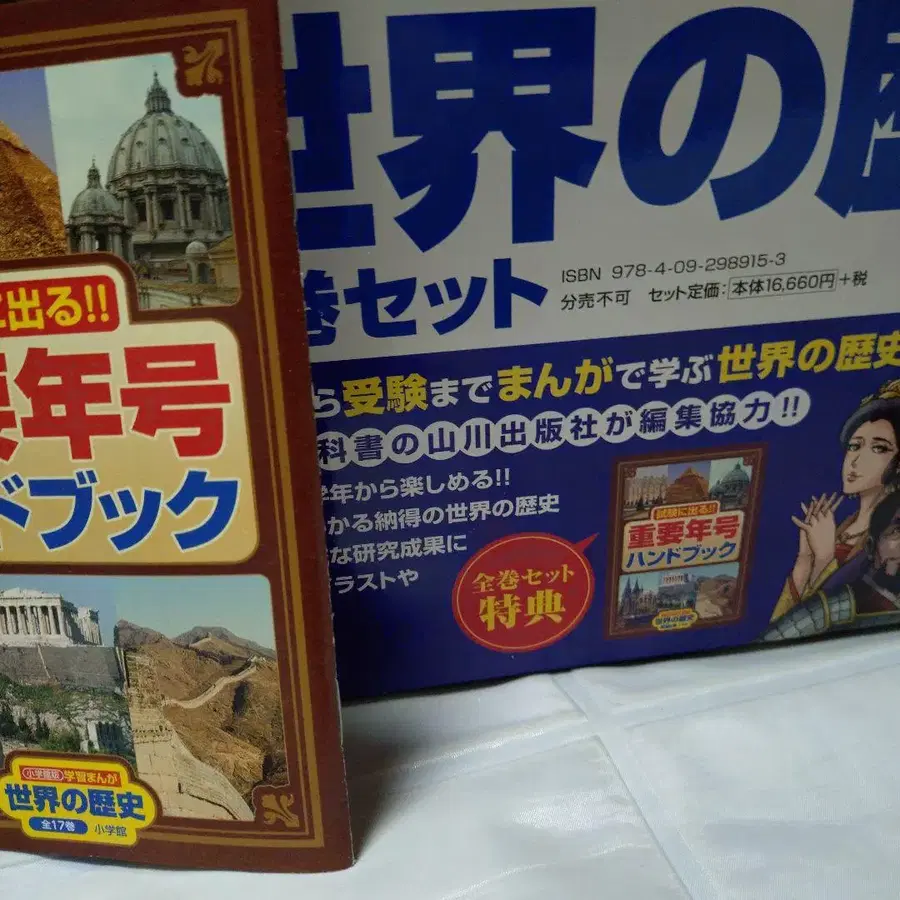 に出る!!
要年号
ドブック
小学館版 学習まんが
世界の歴史
全17巻 小学館
世界の歴
巻セット
ISBN 978-4-09-298915-3
分売不可 セット定価:本体16,660円+税
ら受験までまんがで学ぶ世界の歴史
科書の山川出版社が編集協力!!
学年から楽しめる!!
かる納得の世界の歴史
な研究成果に
ラストや
全巻セット
特典
試験に出る!!
重要年号
ハンドブック
世界の歴史